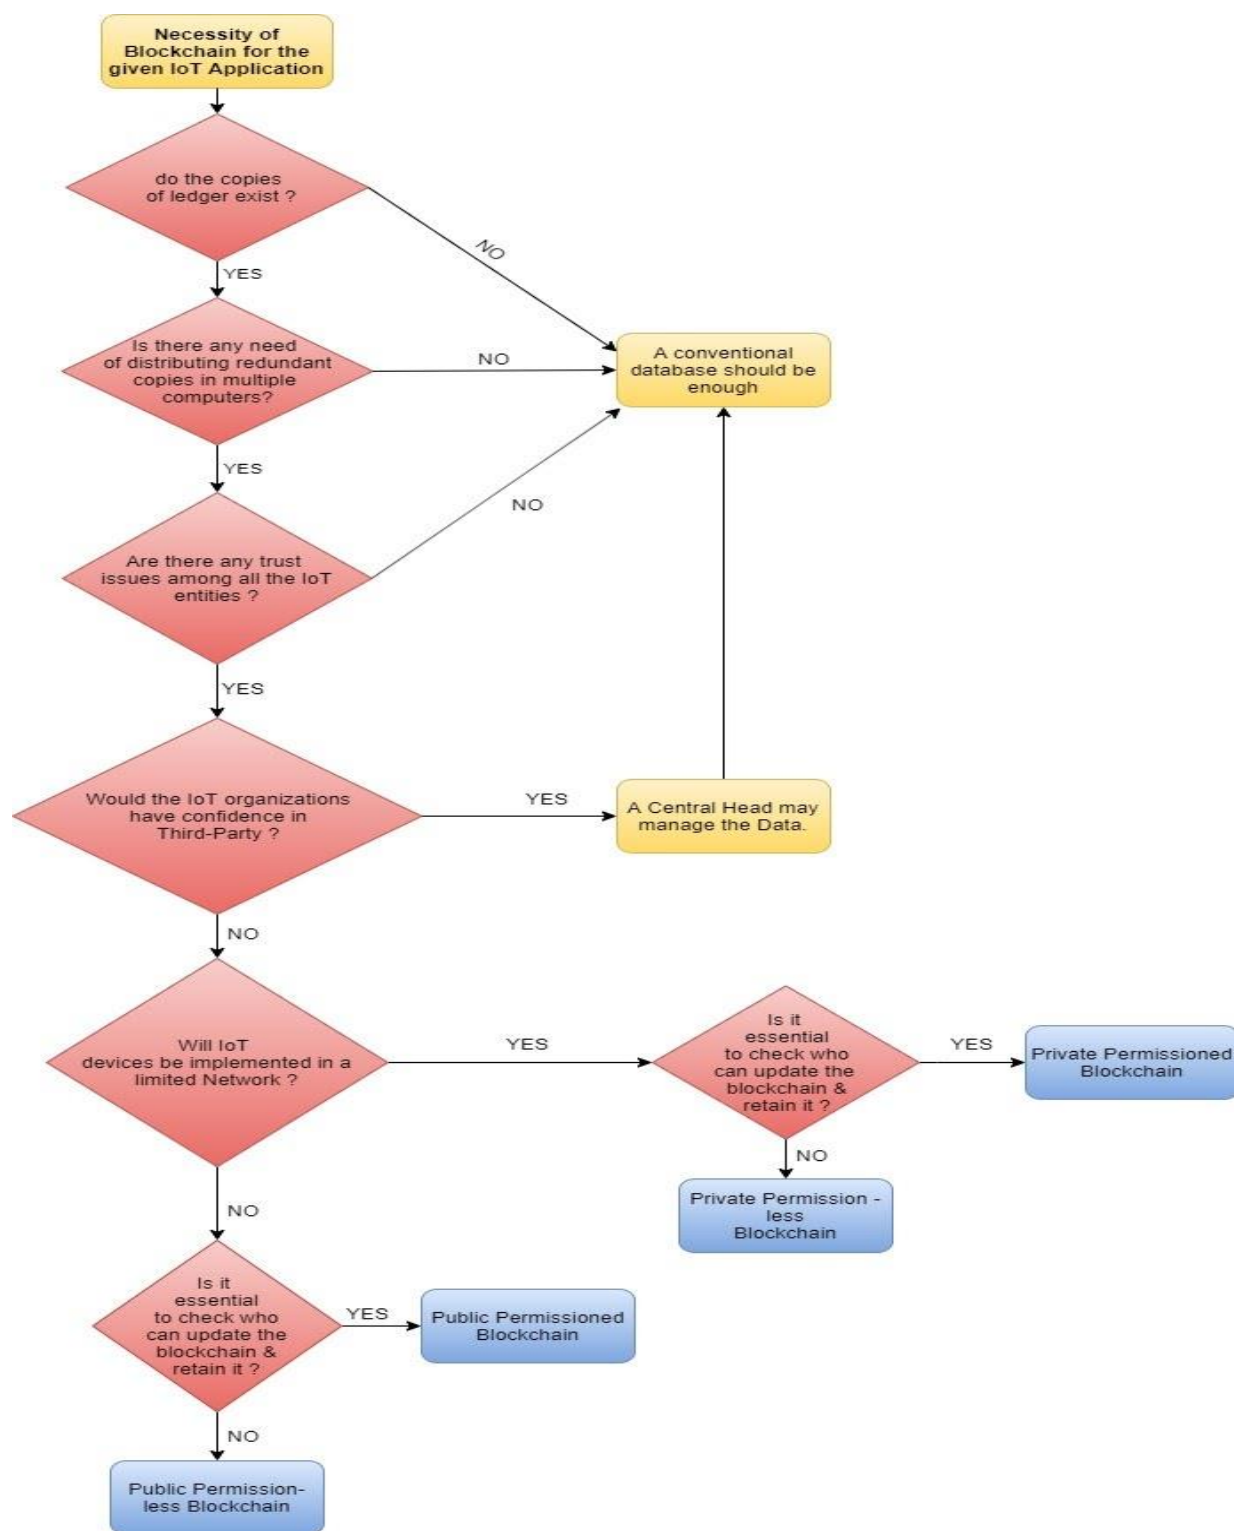 Necessity of
Blockchain for the
given IoT Application
do the copies
of ledger exist ?
NO
YES
Is there any need
of distributing redundant
copies in multiple
computers?
NO
A conventional
database should be
enough
YES
NO
Are there any trust
issues among all the IoT
entities ?
YES
Would the IoT organizations
have confidence in
Third-Party ?
YES
A Central Head may
manage the Data.
NO
Will IoT
devices be implemented in a
limited Network ?
YES
Is it
essential
to check who
can update the
blockchain &
retain it ?
YES
Private Permissioned
Blockchain
NO
Private Permission -
less
Blockchain
NO
Is it
essential
to check who
can update the
blockchain &
retain it ?
YES
Public Permissioned
Blockchain
NO
Public Permission-
less Blockchain